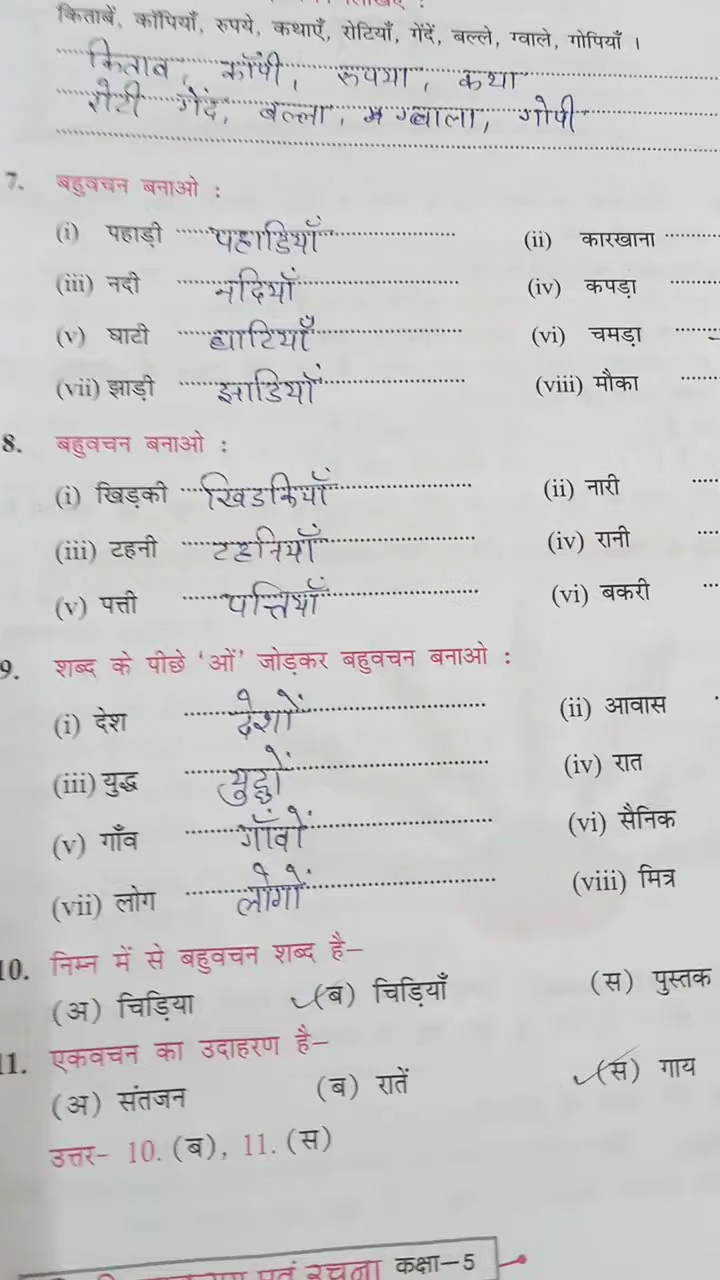 किताबें, कॉपियाँ, रुपये, कथाएँ, रोटियाँ, गेंदें, बल्ले, ग्वाले, गोपियाँ ।
किताब, कॉपी, रूपया, कथा
रोटी गेंद, बल्ला, ग्वाला, गोपी
7. बहुवचन बनाओ :
(i) पहाड़ी पहाडियाँ (ii) कारखाना
(iii) नदी नदियाँ (iv) कपड़ा
(v) घाटी घाटियाँ (vi) चमड़ा
(vii) झाड़ी झाडियाँ (viii) मौका
8. बहुवचन बनाओ :
(i) खिड़की खिडकियाँ (ii) नारी
(iii) टहनी टहनियाँ (iv) रानी
(v) पत्ती पत्तियाँ (vi) बकरी
9. शब्द के पीछे 'ओं' जोड़कर बहुवचन बनाओ :
(i) देश देशों (ii) आवास
(iii) युद्ध युद्धों (iv) रात
(v) गाँव गाँवों (vi) सैनिक
(vii) लोग लोगों (viii) मित्र
10. निम्न में से बहुवचन शब्द है–
(अ) चिड़िया (ब) चिड़ियाँ (स) पुस्तक
11. एकवचन का उदाहरण है–
(अ) संतजन (ब) रातें (स) गाय
उत्तर– 10. (ब), 11. (स)
एवं रचना कक्षा–5